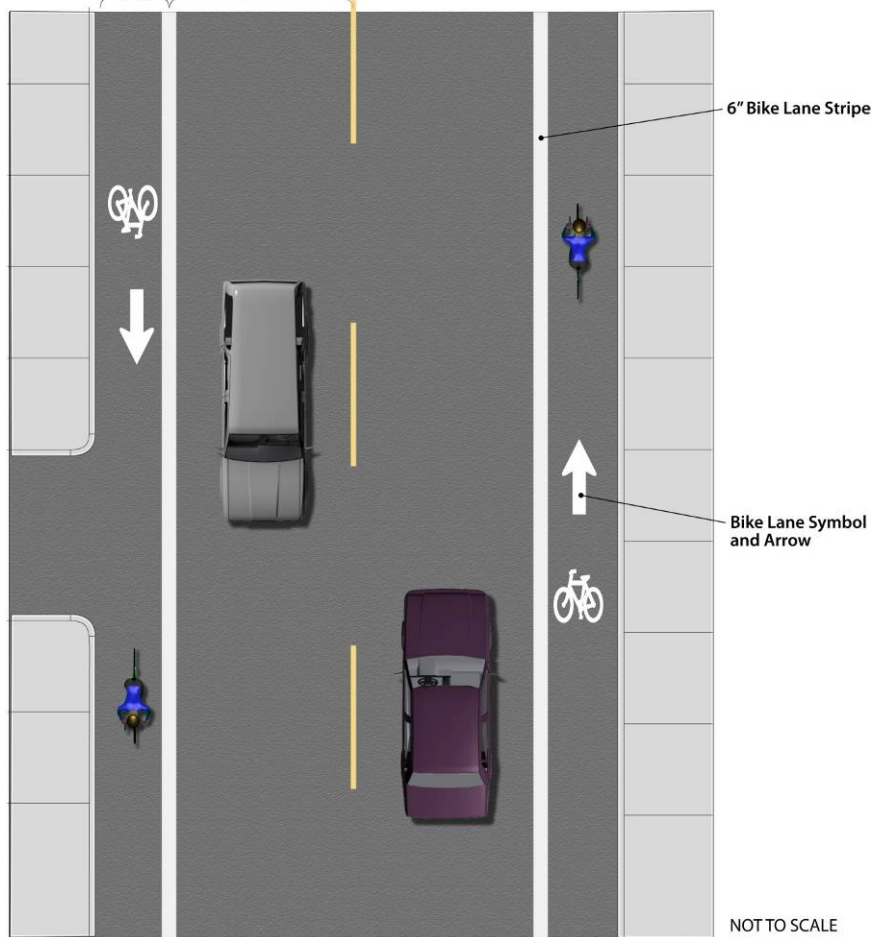 6" Bike Lane Stripe
Bike Lane Symbol
and Arrow
NOT TO SCALE